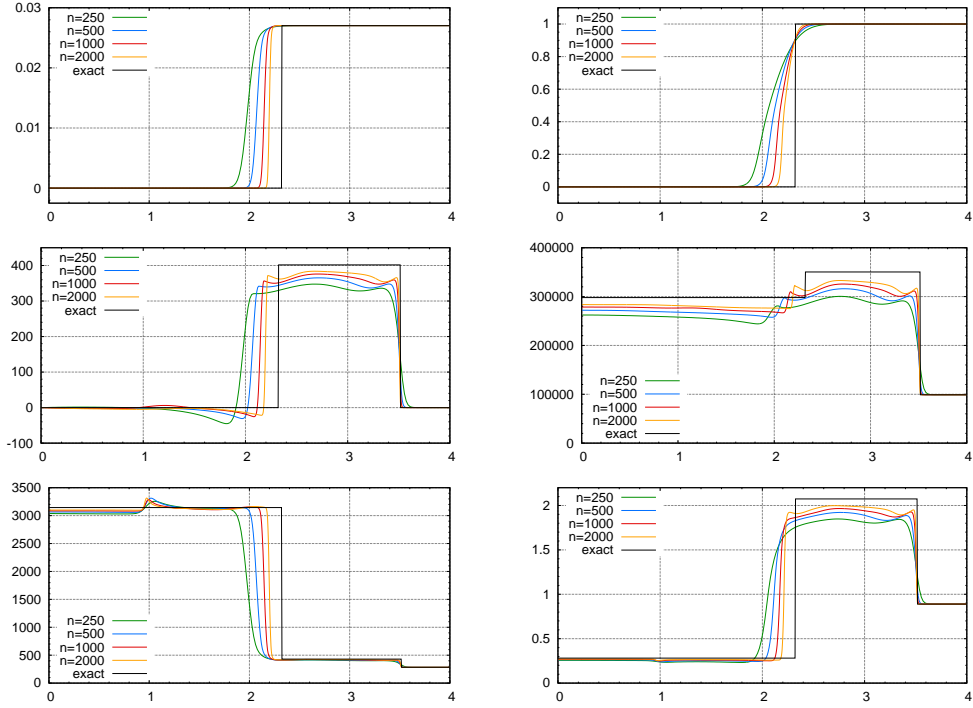 0.03
0.02
0.01
0
0
1
2
3
4
n=250
n=500
n=1000
n=2000
exact
1
0.8
0.6
0.4
0.2
0
0
1
2
3
4
n=250
n=500
n=1000
n=2000
exact
400
300
200
100
0
-100
0
1
2
3
4
n=250
n=500
n=1000
n=2000
exact
400000
300000
200000
100000
0
0
1
2
3
4
n=250
n=500
n=1000
n=2000
exact
3500
3000
2500
2000
1500
1000
500
0
0
1
2
3
4
n=250
n=500
n=1000
n=2000
exact
2
1.5
1
0.5
0
0
1
2
3
4
n=250
n=500
n=1000
n=2000
exact